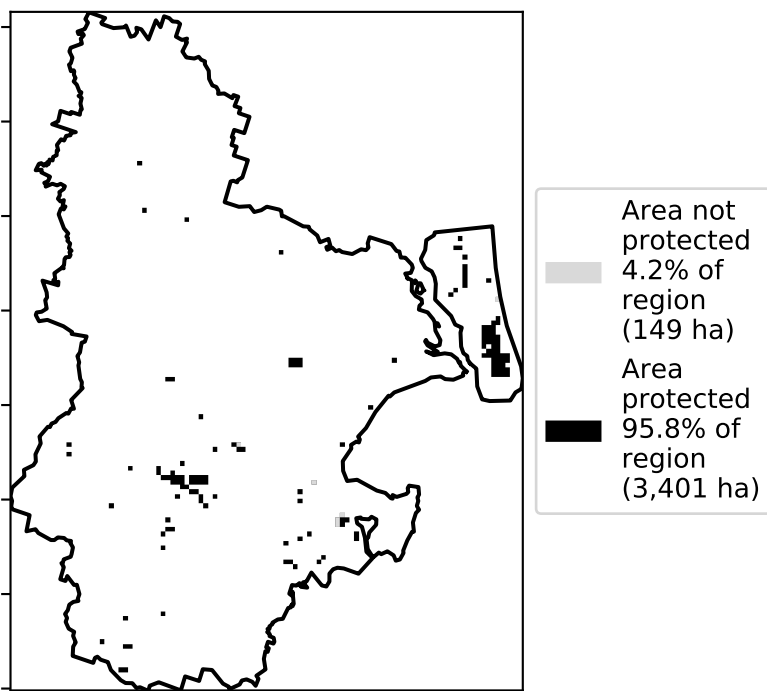 Area not
protected
4.2% of
region
(149 ha)
Area
protected
95.8% of
region
(3,401 ha)